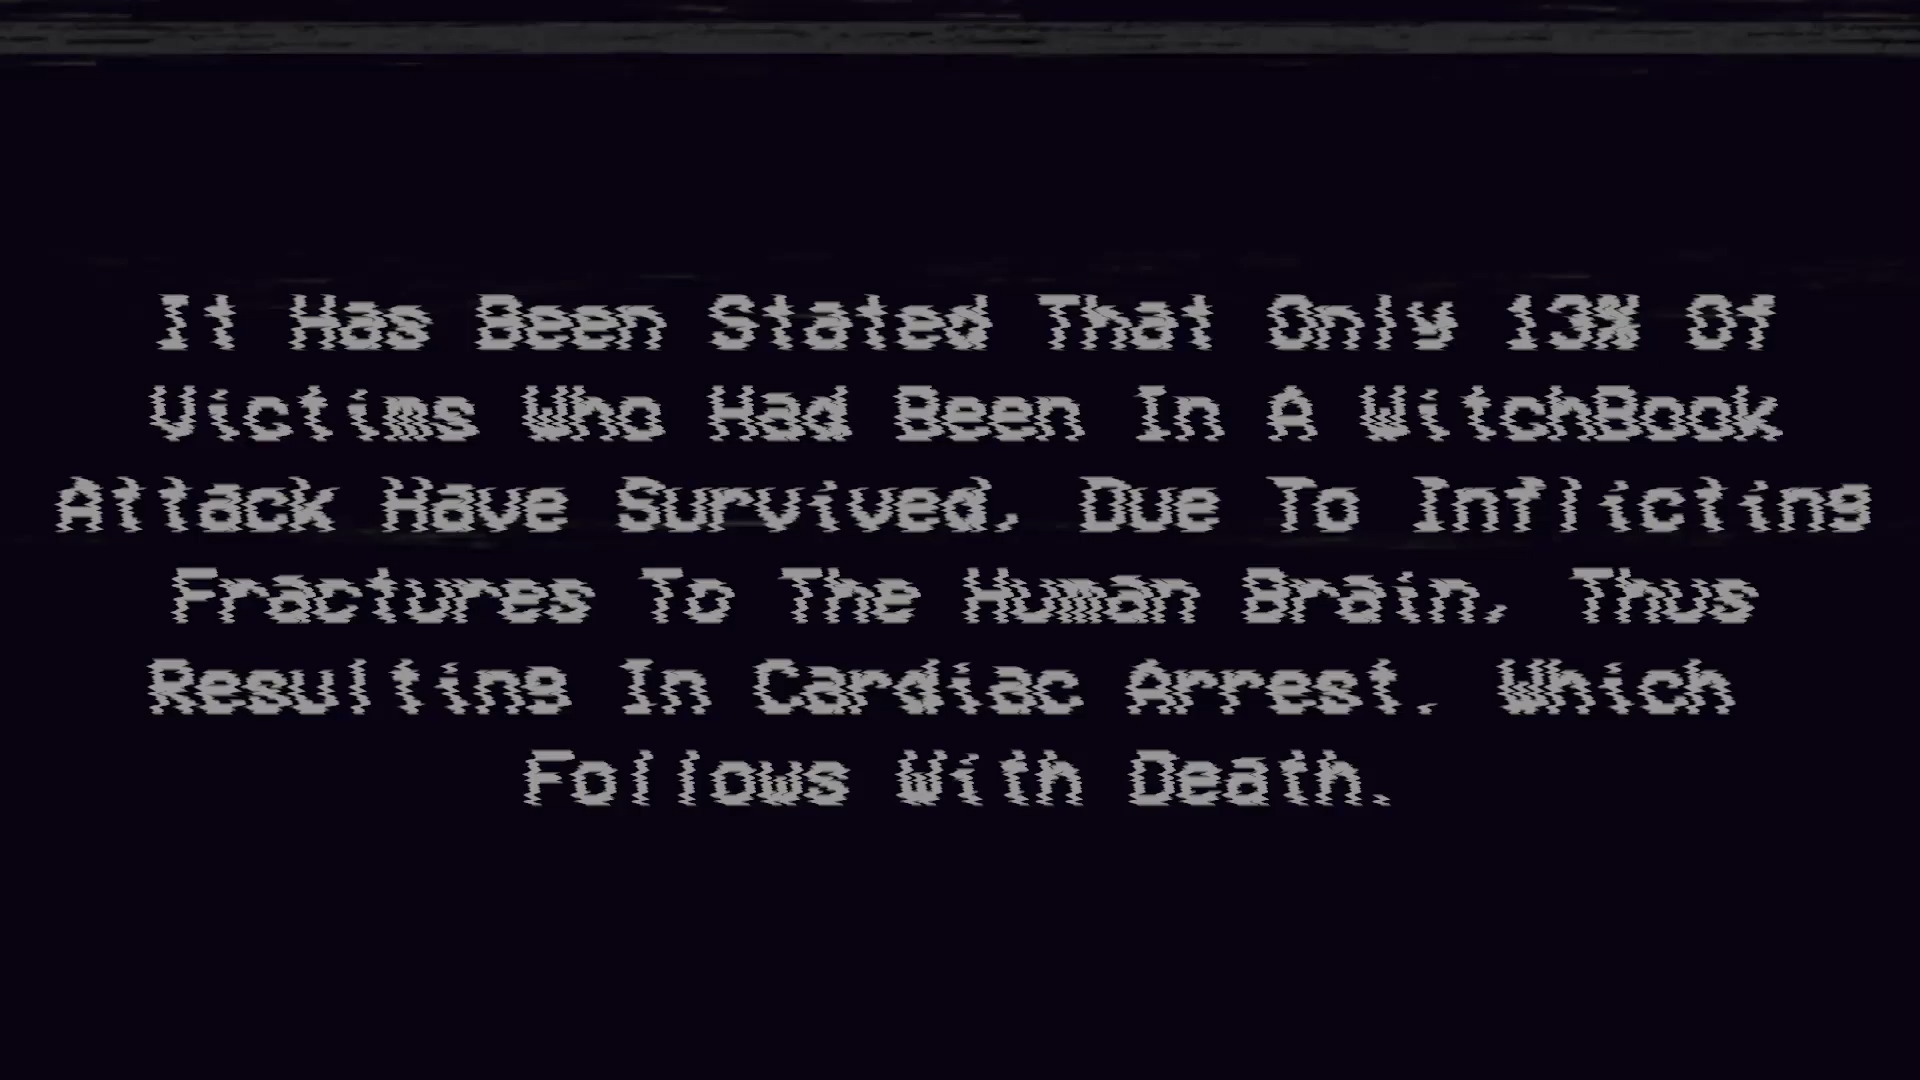 It Has Been Stated That Only 13% Of
Victims Who Had Been In A WitchBook
Attack Have Survived, Due To Inflicting
Fractures To The Human Brain, Thus
Resulting In Cardiac Arrest. Which
Follows With Death.